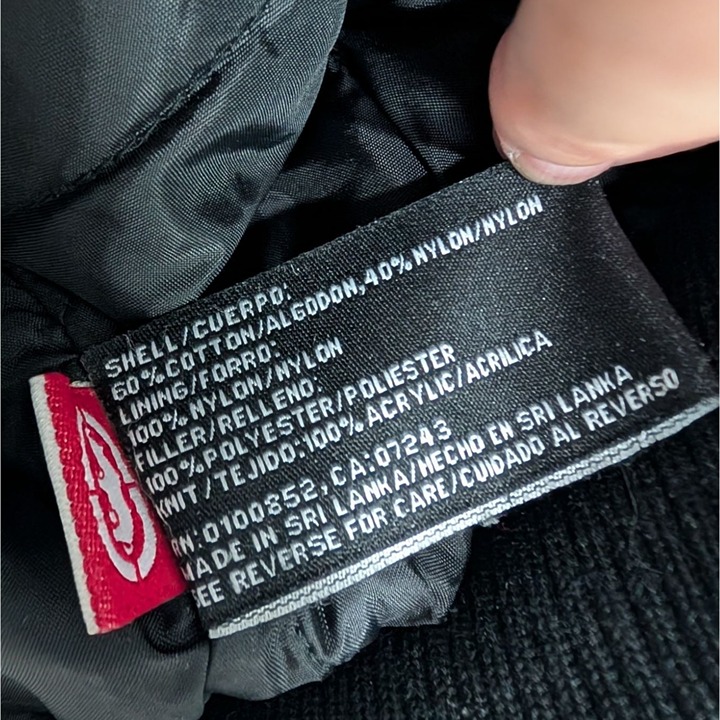 SHELL/CUERPO:
60%COTTON/ALGODON,40%NYLON/NYLON
LINING/FORRO:
100%NYLON/NYLON
FILLER/RELLENO:
100%POLYESTER/POLIESTER
KNIT/TEJIDO:100%ACRYLIC/ACRILICA
RN:0100852,CA:07243
MADE IN SRI LANKA/HECHO EN SRI LANKA
SEE REVERSE FOR CARE/CUIDADO AL REVERSO